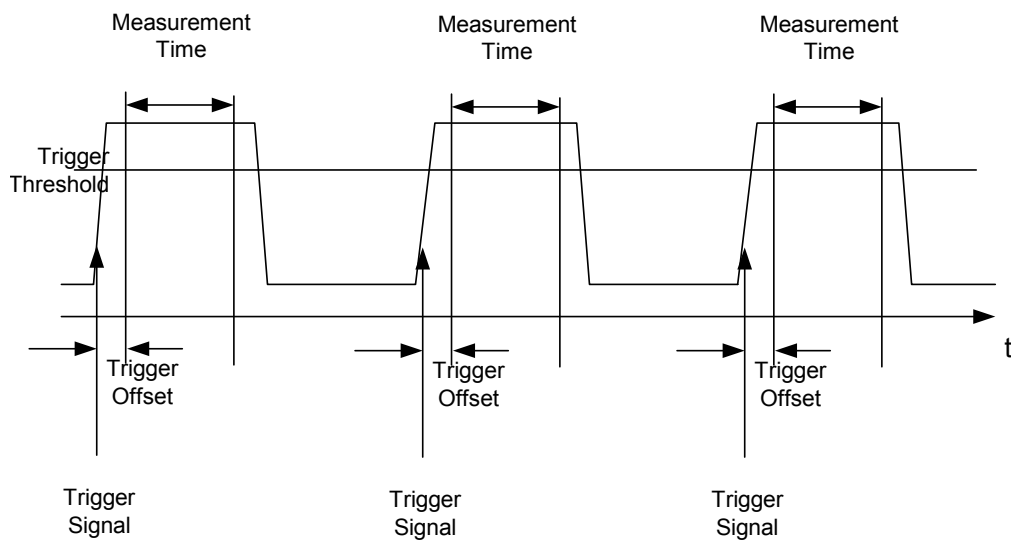 Measurement
Time
Measurement
Time
Measurement
Time
Trigger
Threshold
t
Trigger
Offset
Trigger
Offset
Trigger
Offset
Trigger
Signal
Trigger
Signal
Trigger
Signal